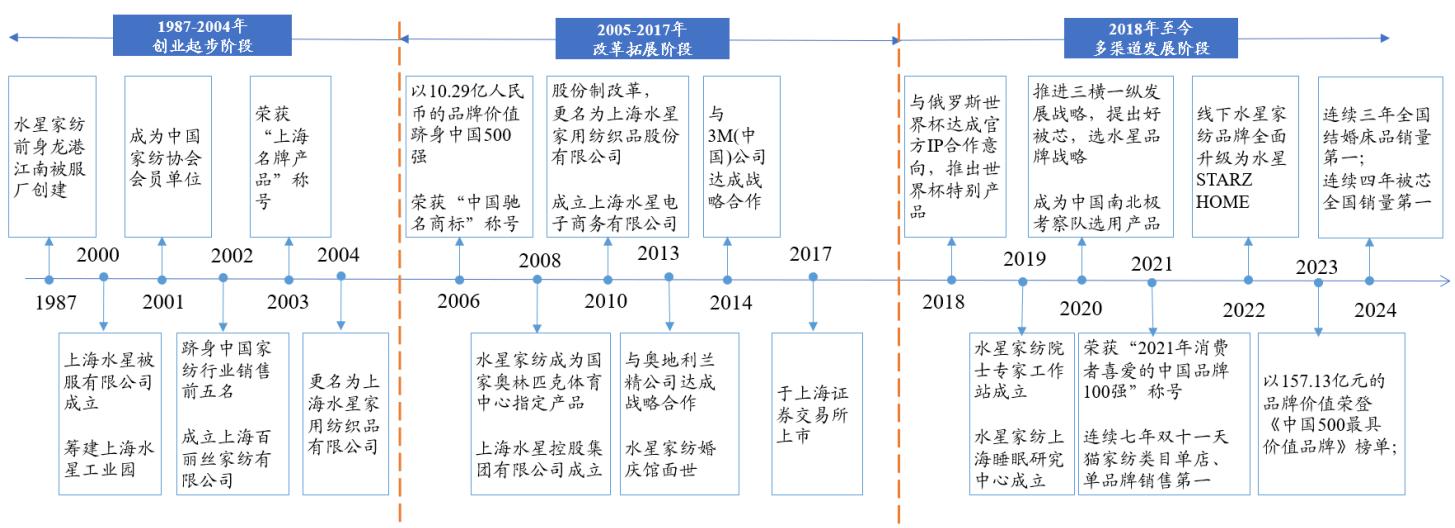 1987-2004年
创业起步阶段
2005-2017年
改革拓展阶段
2018年至今
多渠道发展阶段
水星家纺
前身龙港
江南被服
厂创建
成为中国
家纺协会
会员单位
荣获
“上海
名牌产
品”称
号
以10.29亿人民
币的品牌价值
跻身中国500
强
荣获“中国驰
名商标”称号
股份制改革，
更名为上海水星
家用纺织品股份
有限公司
成立上海水星电
子商务有限公司
与
3M(中
国)公司
达成战
略合作
与俄罗斯世
界杯达成官
方IP合作意
向，推出世
界杯特别产
品
推进三横一纵发
展战略，提出好
被芯，选水星品
牌战略
成为中国南北极
考察队选用产品
线下水星家
纺品牌全面
升级为水星
STARZ
HOME
连续三年全国
结婚床品销量
第一；
连续四年被芯
全国销量第一
1987
2000
2001
2002
2003
2004
2006
2008
2010
2013
2014
2017
2018
2019
2020
2021
2022
2023
2024
上海水星被
服有限公司
成立
筹建上海水
星工业园
跻身中国家
纺行业销售
前五名
成立上海百
丽丝家纺有
限公司
更名为上
海水星家
用纺织品
有限公司
水星家纺成为国
家奥林匹克体育
中心指定产品
上海水星控股集
团有限公司成立
与奥地利兰
精公司达成
战略合作
水星家纺婚
庆馆面世
于上海证
券交易所
上市
水星家纺院
士专家工作
站成立
水星家纺上
海睡眠研究
中心成立
荣获“2021年消费
者喜爱的中国品牌
100强”称号
连续七年双十一天
猫家纺类目单店、
单品牌销售第一
以157.13亿元的
品牌价值荣登
《中国500最具
价值品牌》榜单；